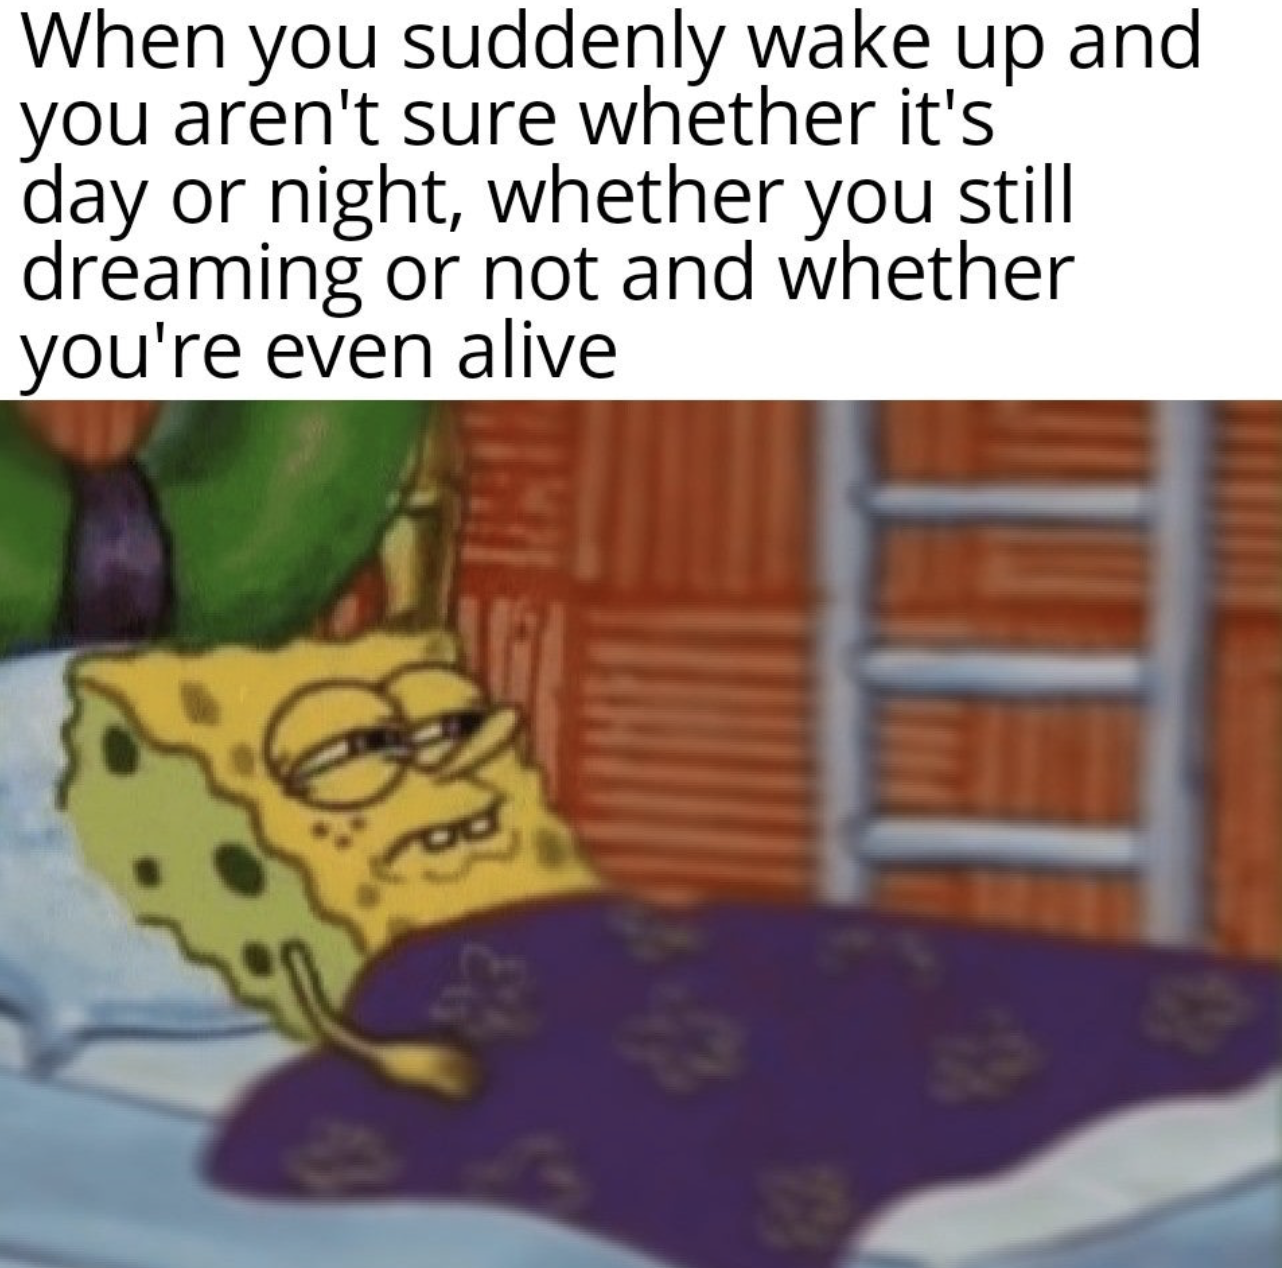 When you suddenly wake up and
you aren't sure whether it's
day or night, whether you still
dreaming or not and whether
you're even alive